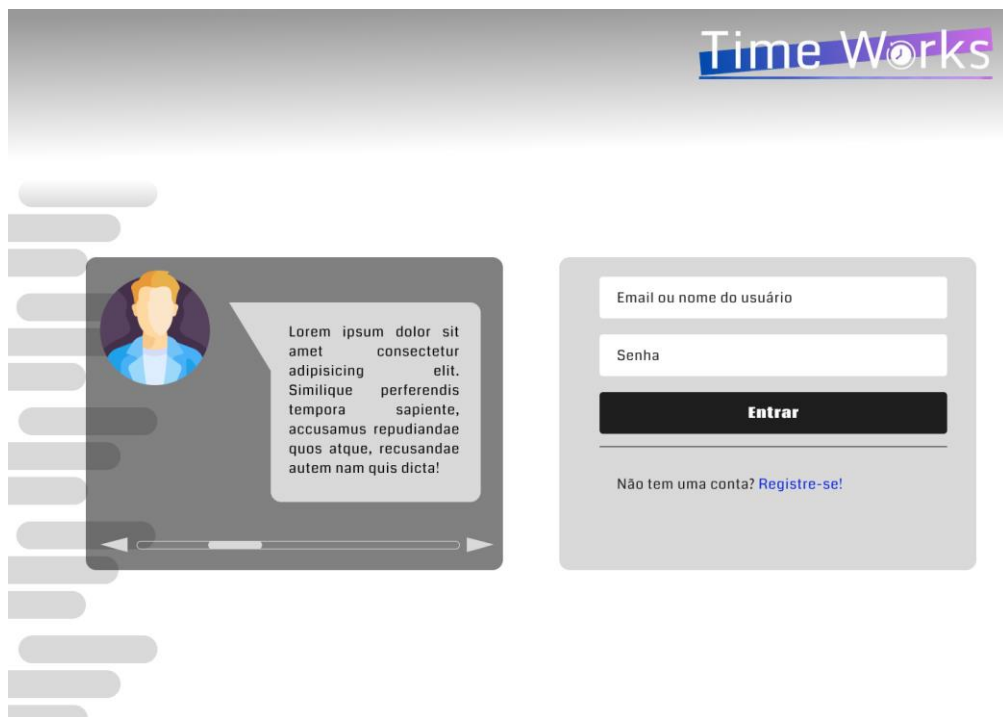 Time Works
Lorem ipsum dolor sit
amet consectetur
adipisicing elit.
Similique perferendis
tempora sapiente,
accusamus repudiandae
quos atque, recusandae
autem nam quis dicta!
Email ou nome do usuário
Senha
Entrar
Não tem uma conta? Registre-se!